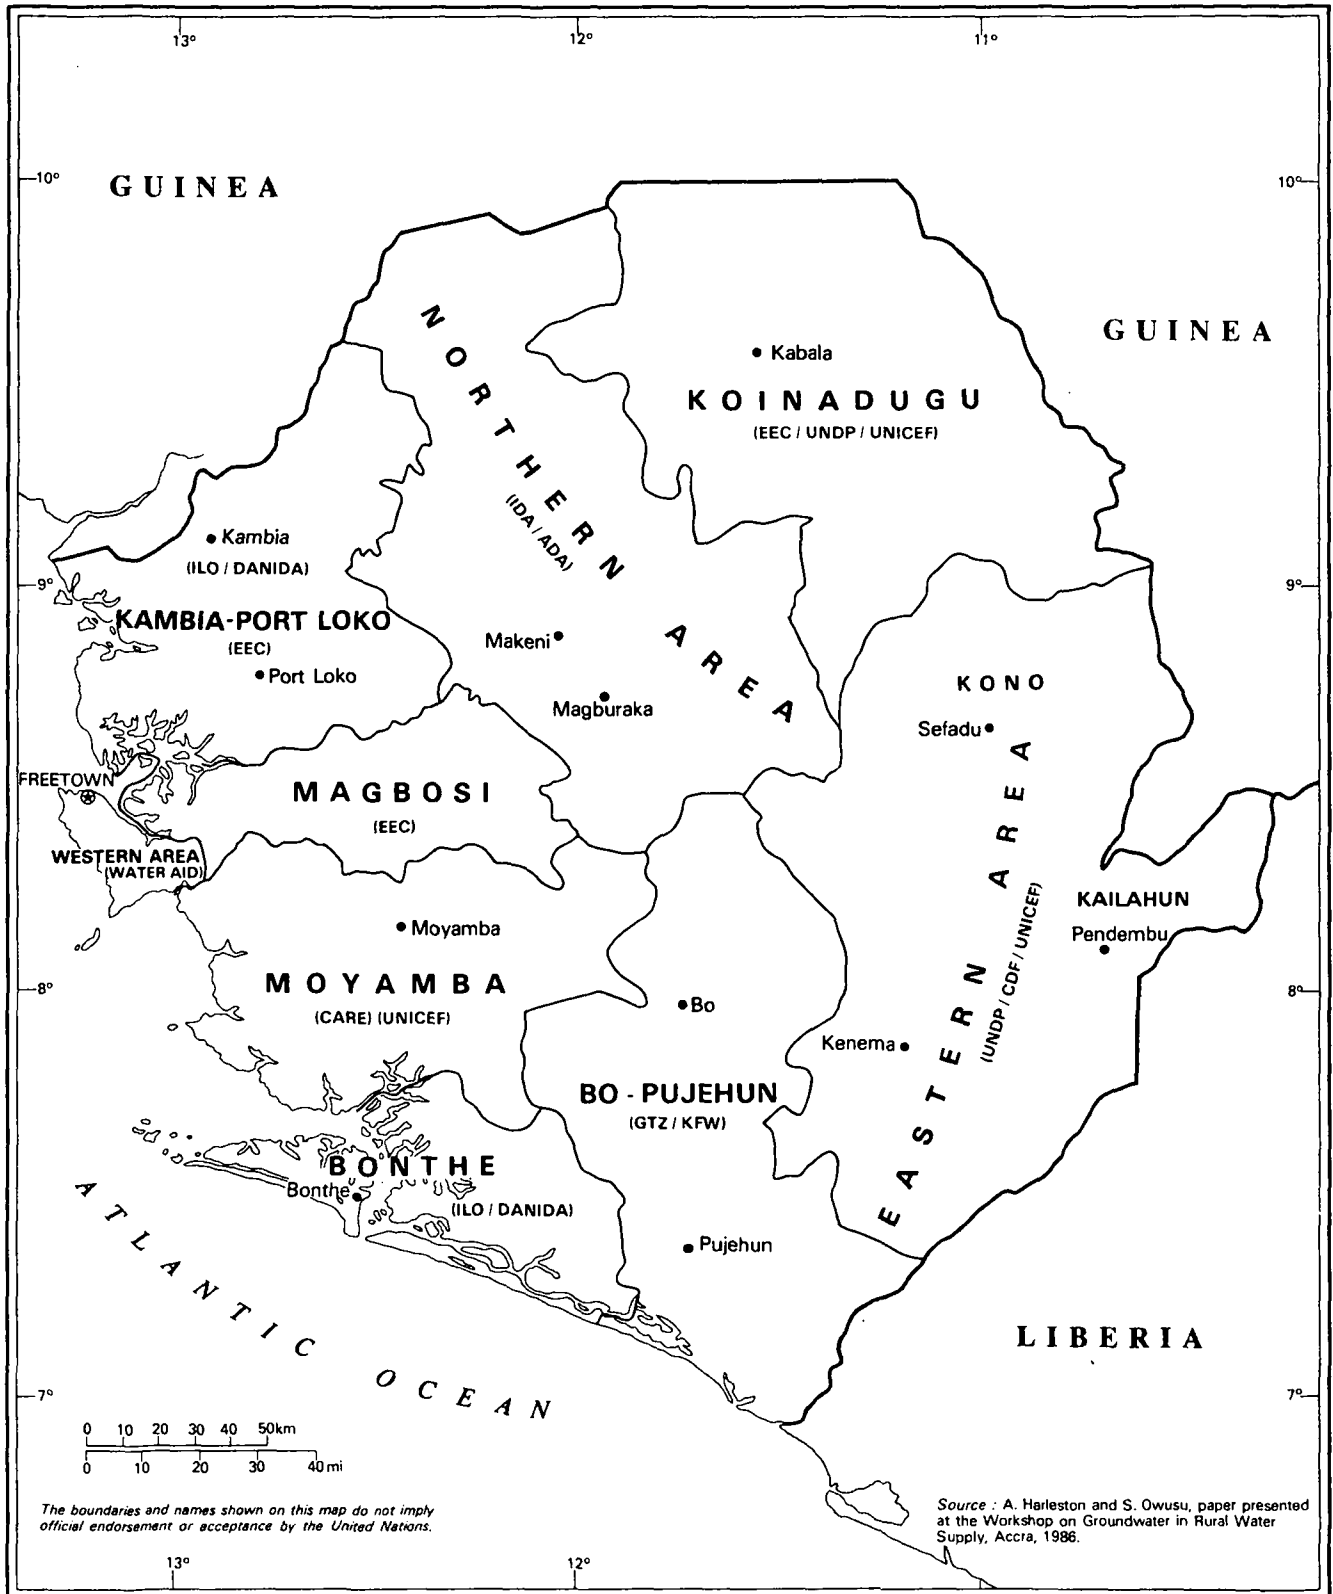 13°
12°
11°
10°
10°
GUINEA
GUINEA
NORTHERN AREA
(IDA / ADA)
Kabala
KOINADUGU
(EEC / UNDP / UNICEF)
Kambia
(ILO / DANIDA)
9°
9°
KAMBIA-PORT LOKO
(EEC)
Port Loko
Makeni
Magburaka
KONO
Sefadu
FREETOWN
MAGBOSI
(EEC)
WESTERN AREA
(WATER AID)
EASTERN AREA
(UNDP / CDF / UNICEF)
KAILAHUN
Pendembu
Moyamba
MOYAMBA
(CARE) (UNICEF)
8°
8°
Bo
Kenema
BO - PUJEHUN
(GTZ / KFW)
BONTHE
Bonthe
(ILO / DANIDA)
Pujehun
ATLANTIC OCEAN
LIBERIA
7°
7°
0 10 20 30 40 50km
0 10 20 30 40 mi
The boundaries and names shown on this map do not imply
official endorsement or acceptance by the United Nations.
Source : A. Harleston and S. Owusu, paper presented
at the Workshop on Groundwater in Rural Water
Supply, Accra, 1986.
13°
12°